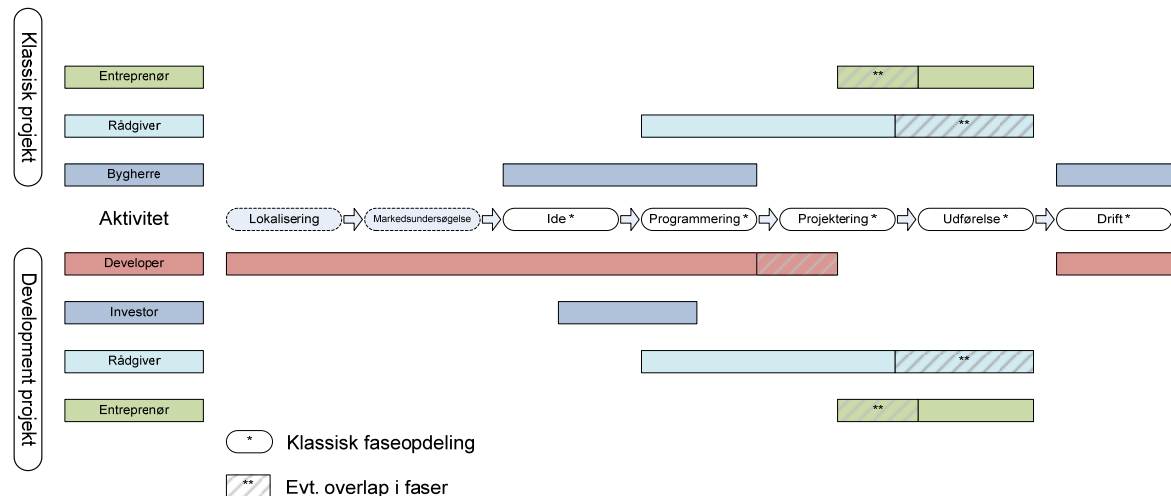 Klassisk projekt
Entreprenør
**
Rådgiver
**
Bygherre
Aktivitet
Lokalisering
Markedsundersøgelse
Ide *
Programmering *
Projektering *
Udførelse *
Drift *
Development projekt
Developer
Investor
Rådgiver
**
Entreprenør
**
* Klassisk faseopdeling
** Evt. overlap i faser